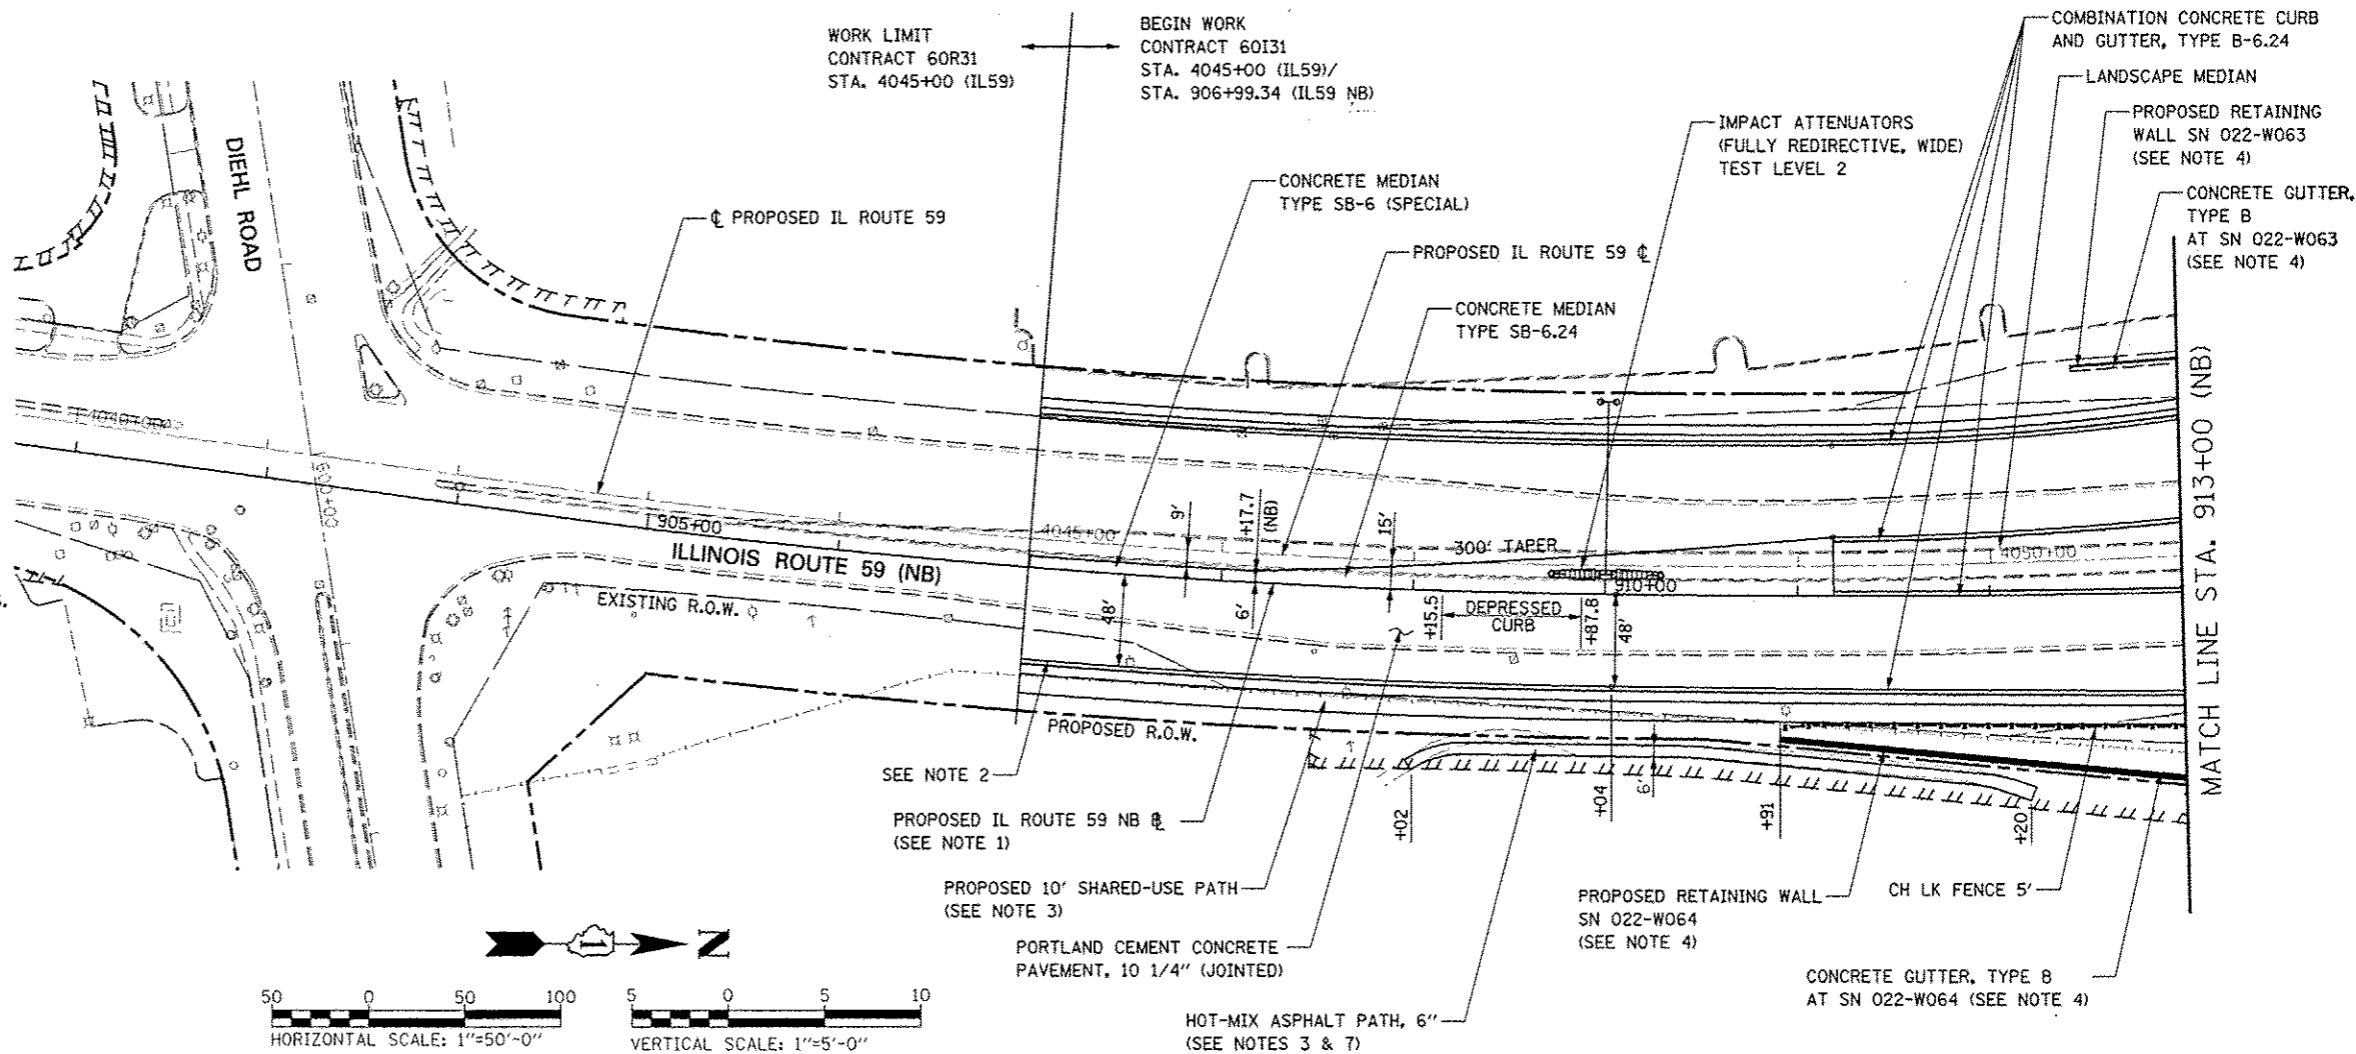 WORK LIMIT
CONTRACT 60R31
STA. 4045+00 (IL59)
BEGIN WORK
CONTRACT 60I31
STA. 4045+00 (IL59)/
STA. 906+99.34 (IL59 NB)
COMBINATION CONCRETE CURB
AND GUTTER, TYPE B-6.24
LANDSCAPE MEDIAN
PROPOSED RETAINING
WALL SN 022-W063
(SEE NOTE 4)
CONCRETE GUTTER,
TYPE B
AT SN 022-W063
(SEE NOTE 4)
IMPACT ATTENUATORS
(FULLY REDIRECTIVE, WIDE)
TEST LEVEL 2
CONCRETE MEDIAN
TYPE SB-6 (SPECIAL)
℄ PROPOSED IL ROUTE 59
PROPOSED IL ROUTE 59 ℄
CONCRETE MEDIAN
TYPE SB-6.24
DIEHL ROAD
4040+00
600+00
905+00
4045+00
ILLINOIS ROUTE 59 (NB)
EXISTING R.O.W.
9'
+17.7
(NB)
6'
15'
300' TAPER
4050+00
910+00
48'
+15.5
DEPRESSED
CURB
+87.8
48'
MATCH LINE STA. 913+00 (NB)
PROPOSED R.O.W.
SEE NOTE 2
+02
+04
6'
+91
+20
PROPOSED IL ROUTE 59 NB ℄
(SEE NOTE 1)
PROPOSED 10' SHARED-USE PATH
(SEE NOTE 3)
PORTLAND CEMENT CONCRETE
PAVEMENT, 10 1/4" (JOINTED)
HOT-MIX ASPHALT PATH, 6"
(SEE NOTES 3 & 7)
PROPOSED RETAINING WALL
SN 022-W064
(SEE NOTE 4)
CH LK FENCE 5'
CONCRETE GUTTER, TYPE B
AT SN 022-W064 (SEE NOTE 4)
N
50 0 50 100
HORIZONTAL SCALE: 1"=50'-0"
5 0 5 10
VERTICAL SCALE: 1"=5'-0"